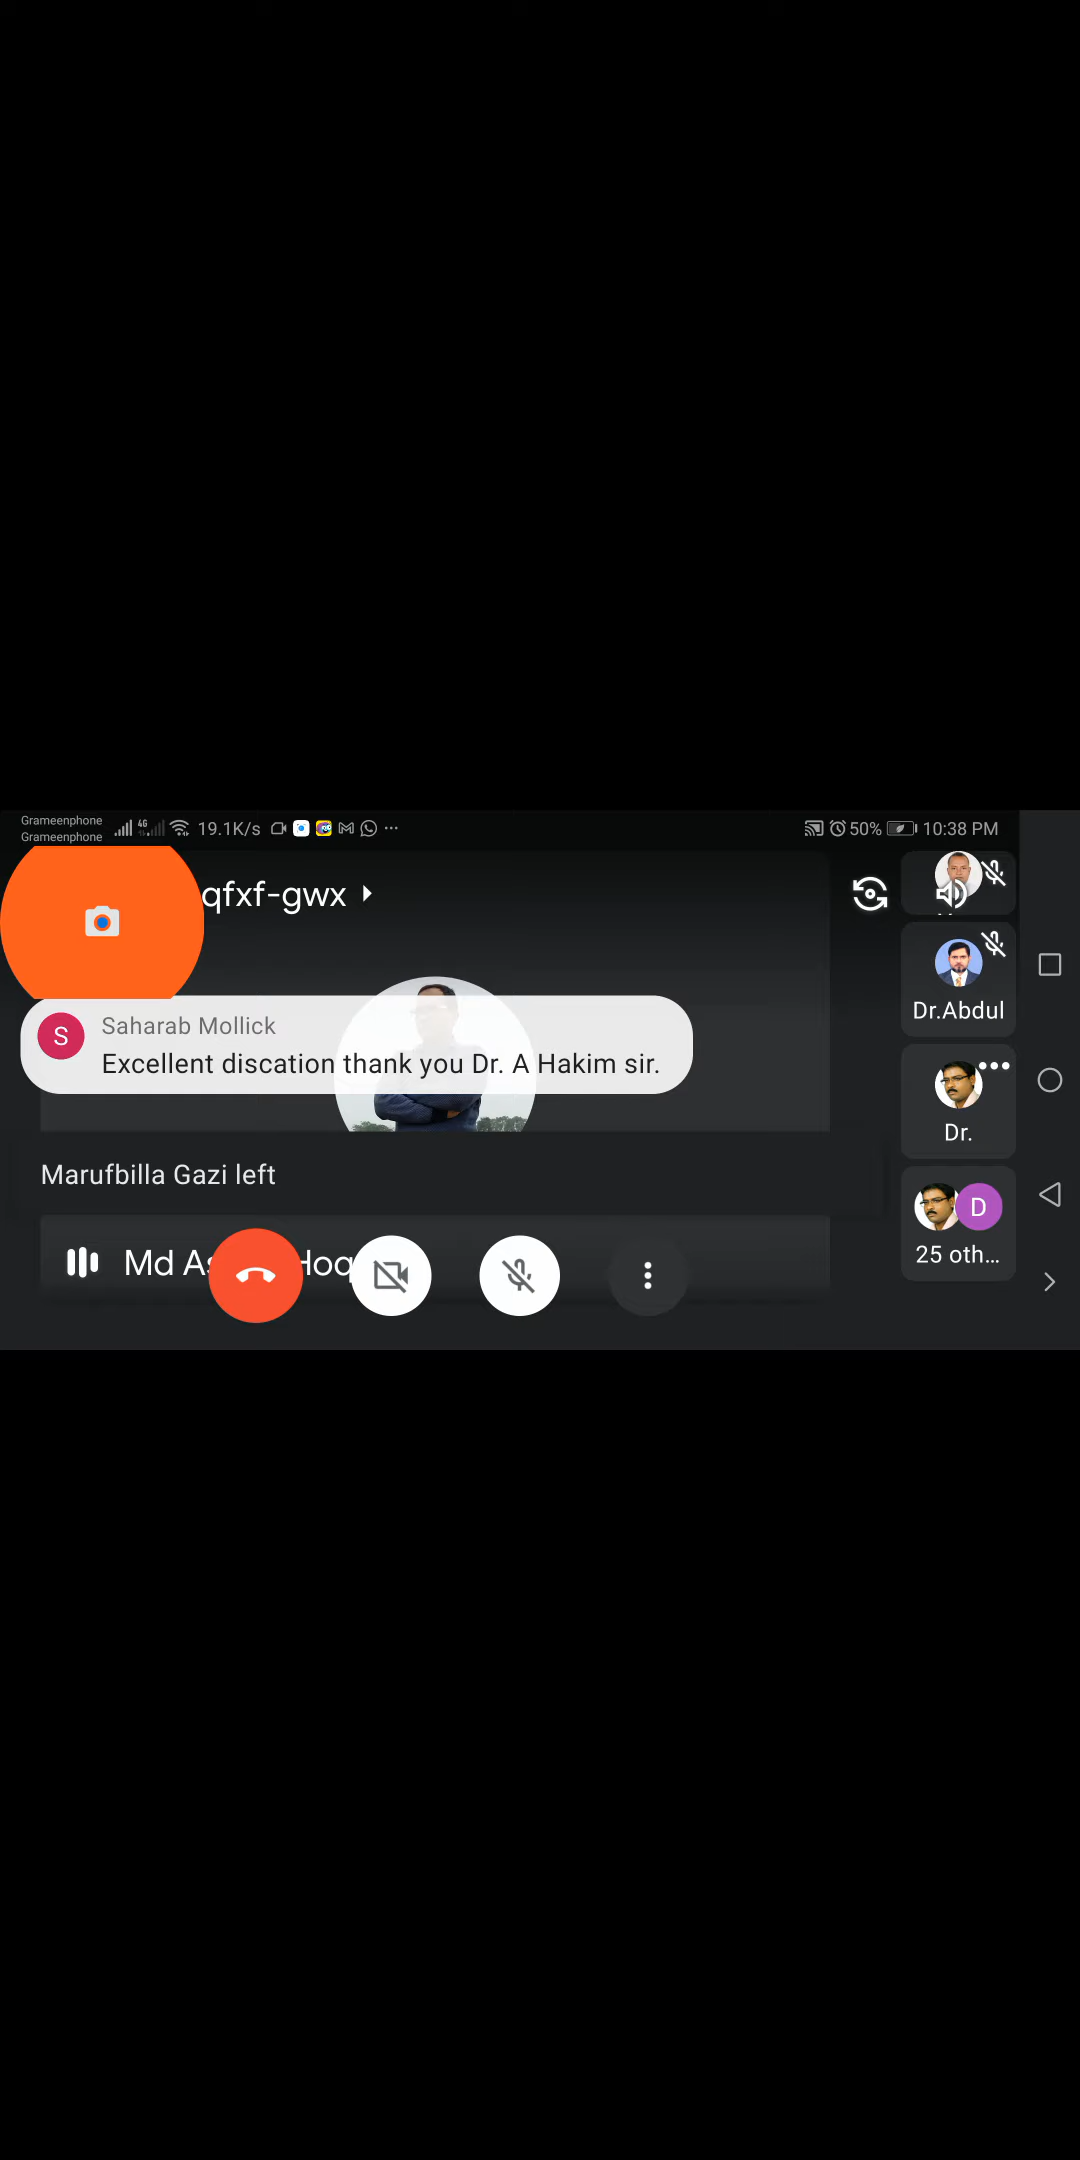 Grameenphone
Grameenphone
4G
19.1K/s
50%
10:38 PM
qfxf-gwx
S
Saharab Mollick
Excellent discation thank you Dr. A Hakim sir.
Marufbilla Gazi left
Md
Dr.Abdul
Dr.
D
25 oth...